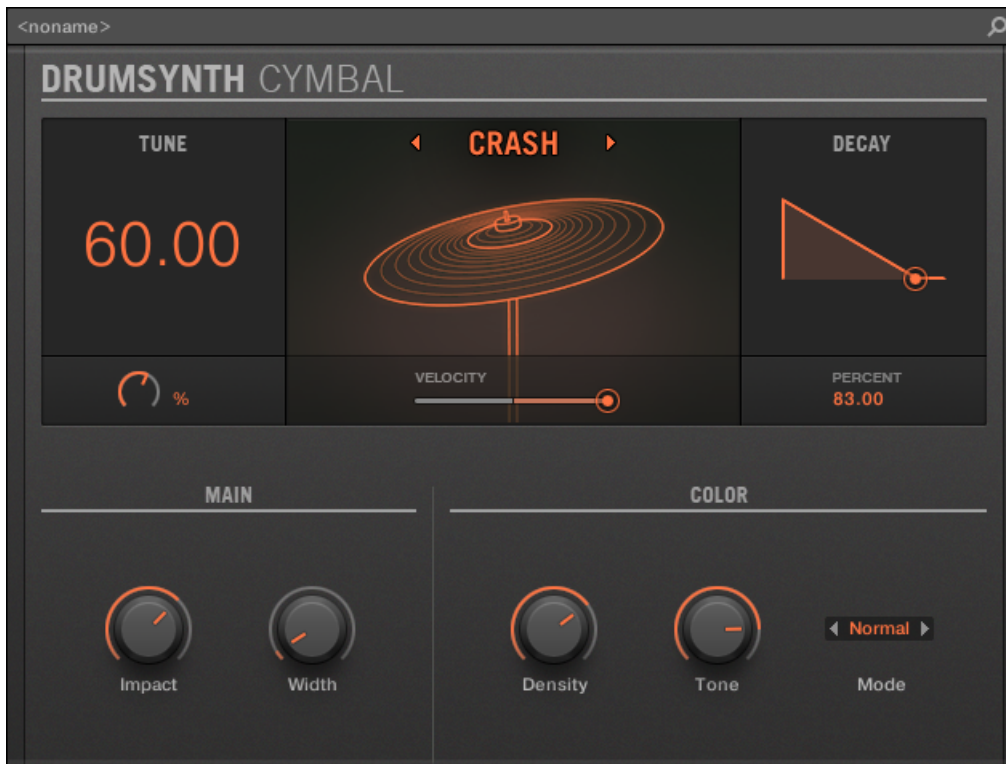 <noname>
DRUMSYNTH CYMBAL
TUNE
CRASH
DECAY
60.00
%
VELOCITY
PERCENT
83.00
MAIN
COLOR
Normal
Impact
Width
Density
Tone
Mode